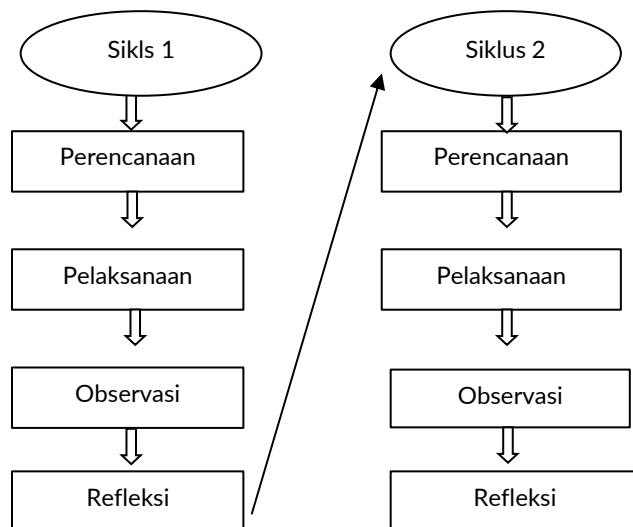 Sikls 1
Perencanaan
Pelaksanaan
Observasi
Refleksi
Siklus 2
Perencanaan
Pelaksanaan
Observasi
Refleksi